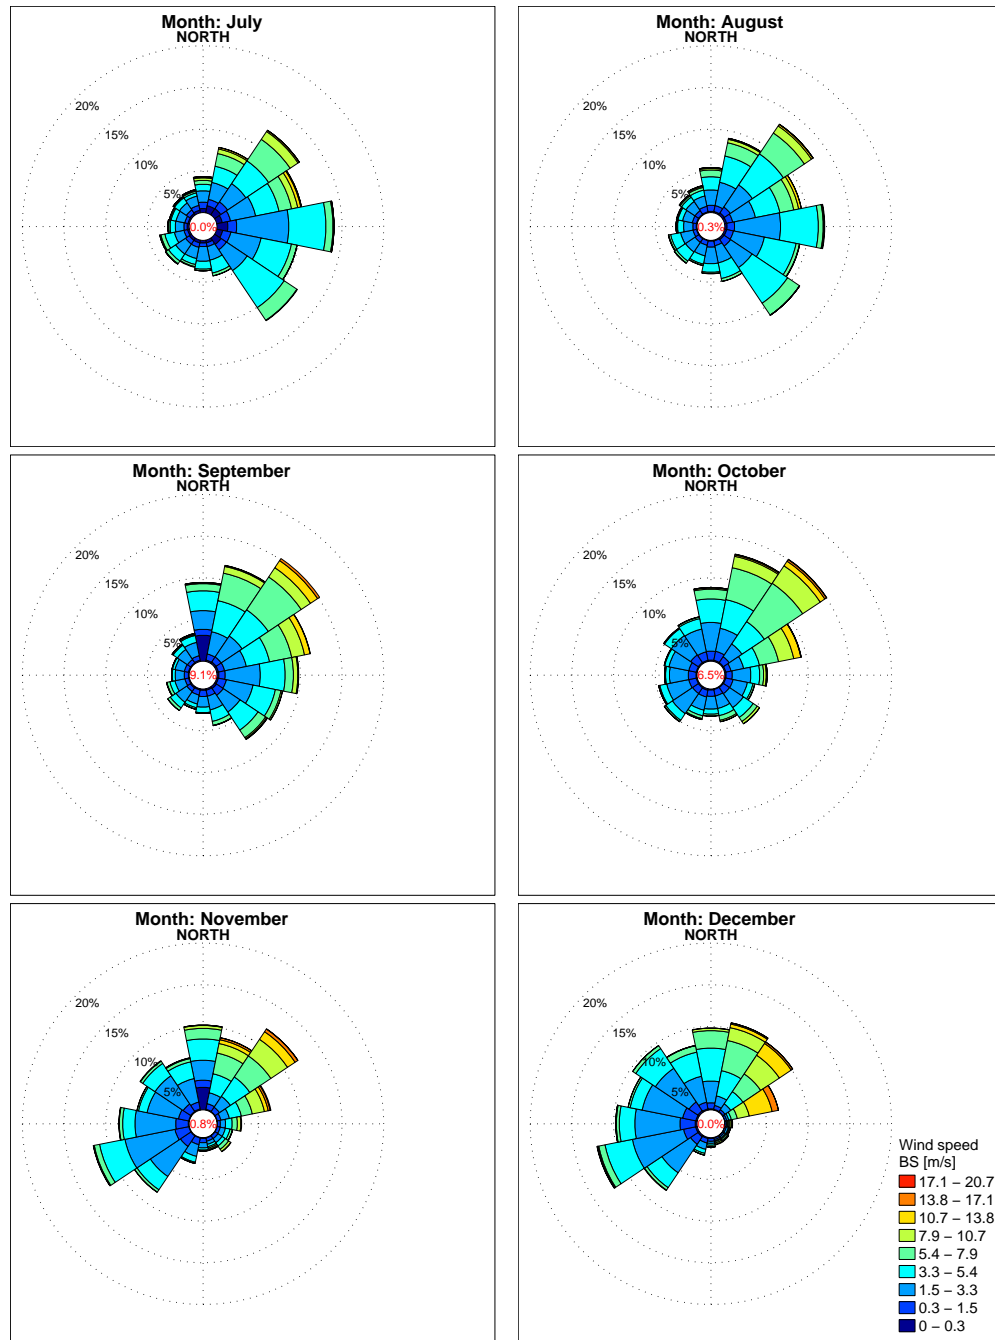 Month: July
NORTH
20%
15%
10%
5%
0.0%
Month: August
NORTH
20%
15%
10%
5%
0.3%
Month: September
NORTH
20%
15%
10%
5%
9.1%
Month: October
NORTH
20%
15%
10%
5%
6.5%
Month: November
NORTH
20%
15%
10%
5%
0.8%
Month: December
NORTH
20%
15%
10%
5%
0.0%
Wind speed
BS [m/s]
17.1 − 20.7
13.8 − 17.1
10.7 − 13.8
7.9 − 10.7
5.4 − 7.9
3.3 − 5.4
1.5 − 3.3
0.3 − 1.5
0 − 0.3